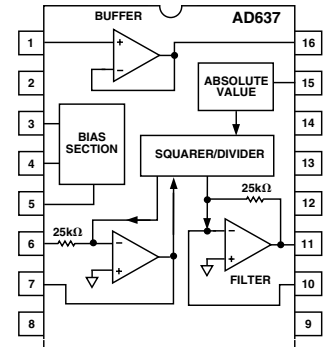 BUFFER
AD637
1
16
2
ABSOLUTE
VALUE
15
3
BIAS
SECTION
14
4
SQUARER/DIVIDER
13
5
25kΩ
12
6
25kΩ
11
7
FILTER
10
8
9